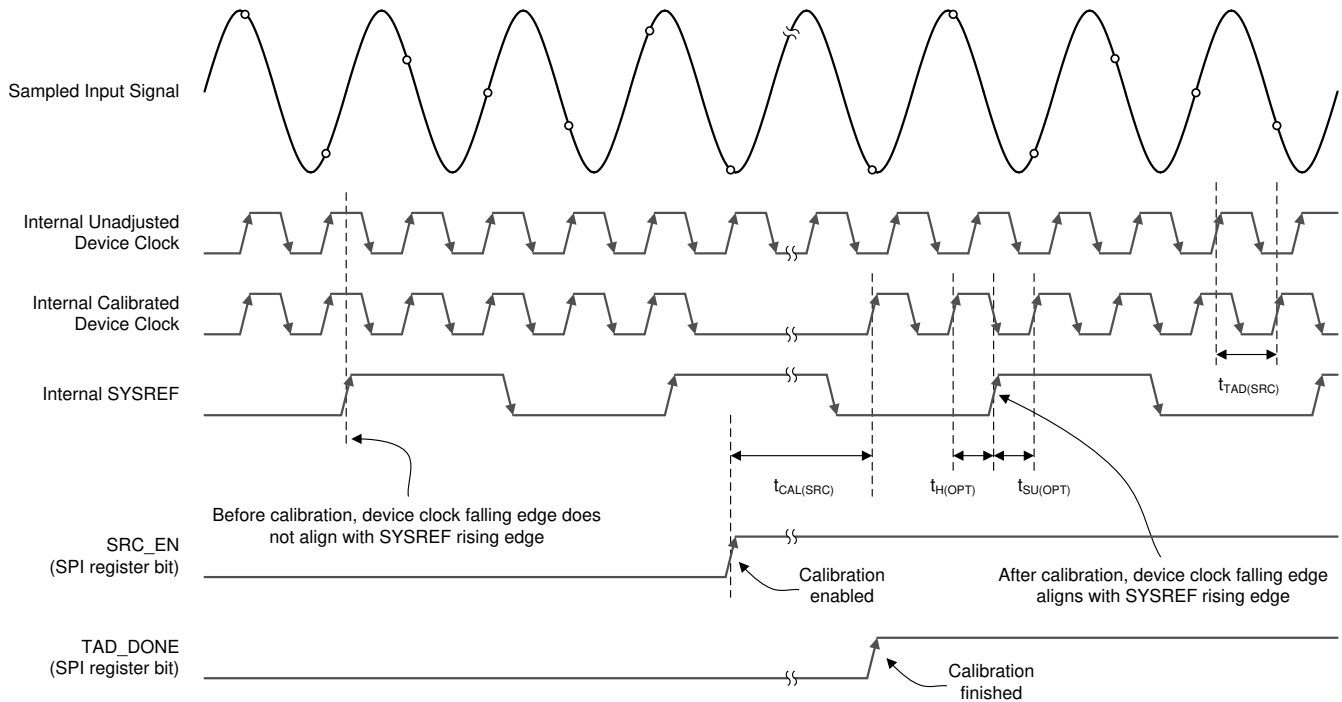 Sampled Input Signal
Internal Unadjusted
Device Clock
Internal Calibrated
Device Clock
Internal SYSREF
tTAD(SRC)
tCAL(SRC)
tH(OPT)
tSU(OPT)
Before calibration, device clock falling edge does
not align with SYSREF rising edge
SRC_EN
(SPI register bit)
Calibration
enabled
After calibration, device clock falling edge
aligns with SYSREF rising edge
TAD_DONE
(SPI register bit)
Calibration
finished